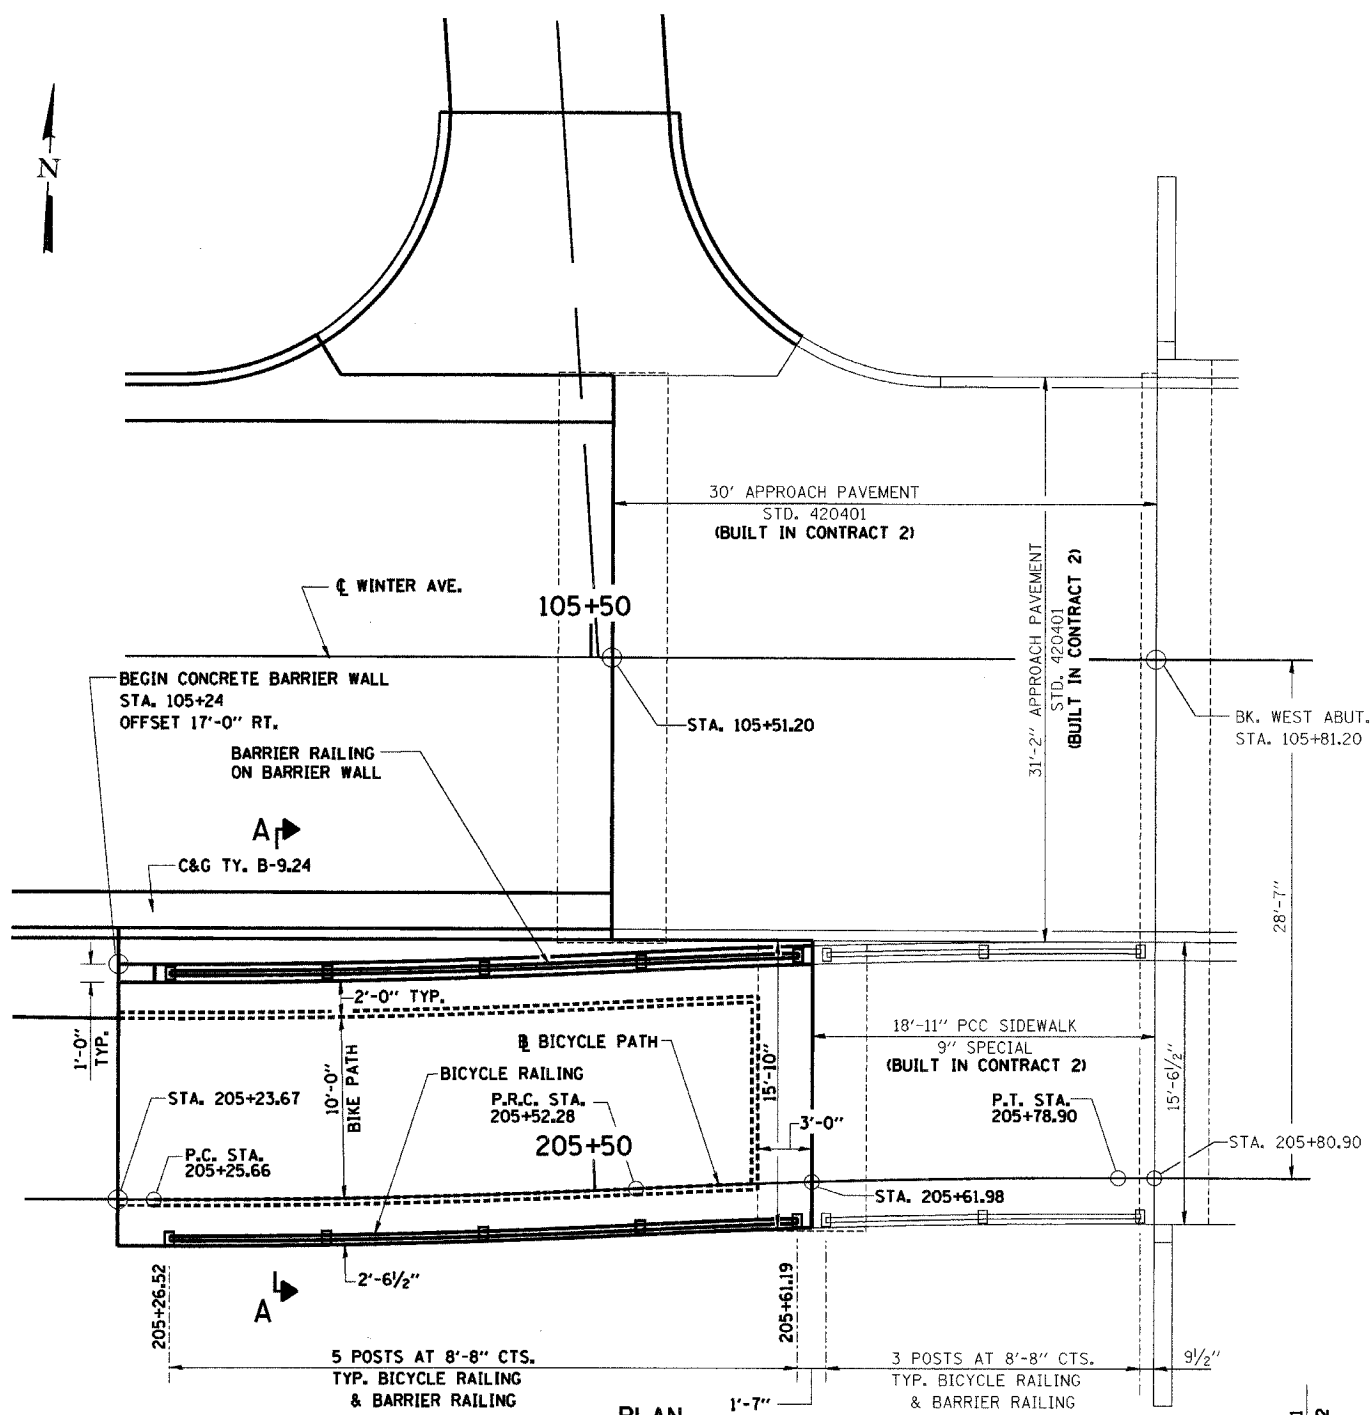 N
30' APPROACH PAVEMENT
STD. 420401
(BUILT IN CONTRACT 2)
31'-2" APPROACH PAVEMENT
STD. 420401
(BUILT IN CONTRACT 2)
℄ WINTER AVE.
105+50
BEGIN CONCRETE BARRIER WALL
STA. 105+24
OFFSET 17'-0" RT.
STA. 105+51.20
BK. WEST ABUT.
STA. 105+81.20
BARRIER RAILING
ON BARRIER WALL
A
C&G TY. B-9.24
28'-7"
2'-0" TYP.
1'-0"
TYP.
18'-11" PCC SIDEWALK
9" SPECIAL
(BUILT IN CONTRACT 2)
15'-6½"
15'-10"
BICYCLE PATH
BICYCLE RAILING
10'-0"
BIKE PATH
STA. 205+23.67
P.R.C. STA.
205+52.28
P.T. STA.
205+78.90
3'-0"
205+50
P.C. STA.
205+25.66
STA. 205+80.90
STA. 205+61.98
2'-6½"
A
205+26.52
205+61.19
5 POSTS AT 8'-8" CTS.
TYP. BICYCLE RAILING
& BARRIER RAILING
3 POSTS AT 8'-8" CTS.
TYP. BICYCLE RAILING
& BARRIER RAILING
9½"
1'-7"
PLAN